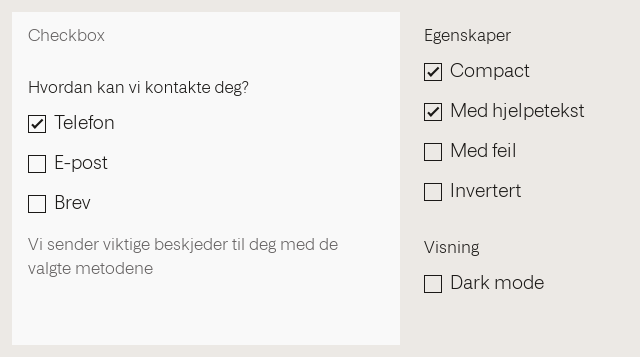 Checkbox
Hvordan kan vi kontakte deg?
Telefon
E-post
Brev
Vi sender viktige beskjeder til deg med de
valgte metodene
Egenskaper
Compact
Med hjelpetekst
Med feil
Invertert
Visning
Dark mode